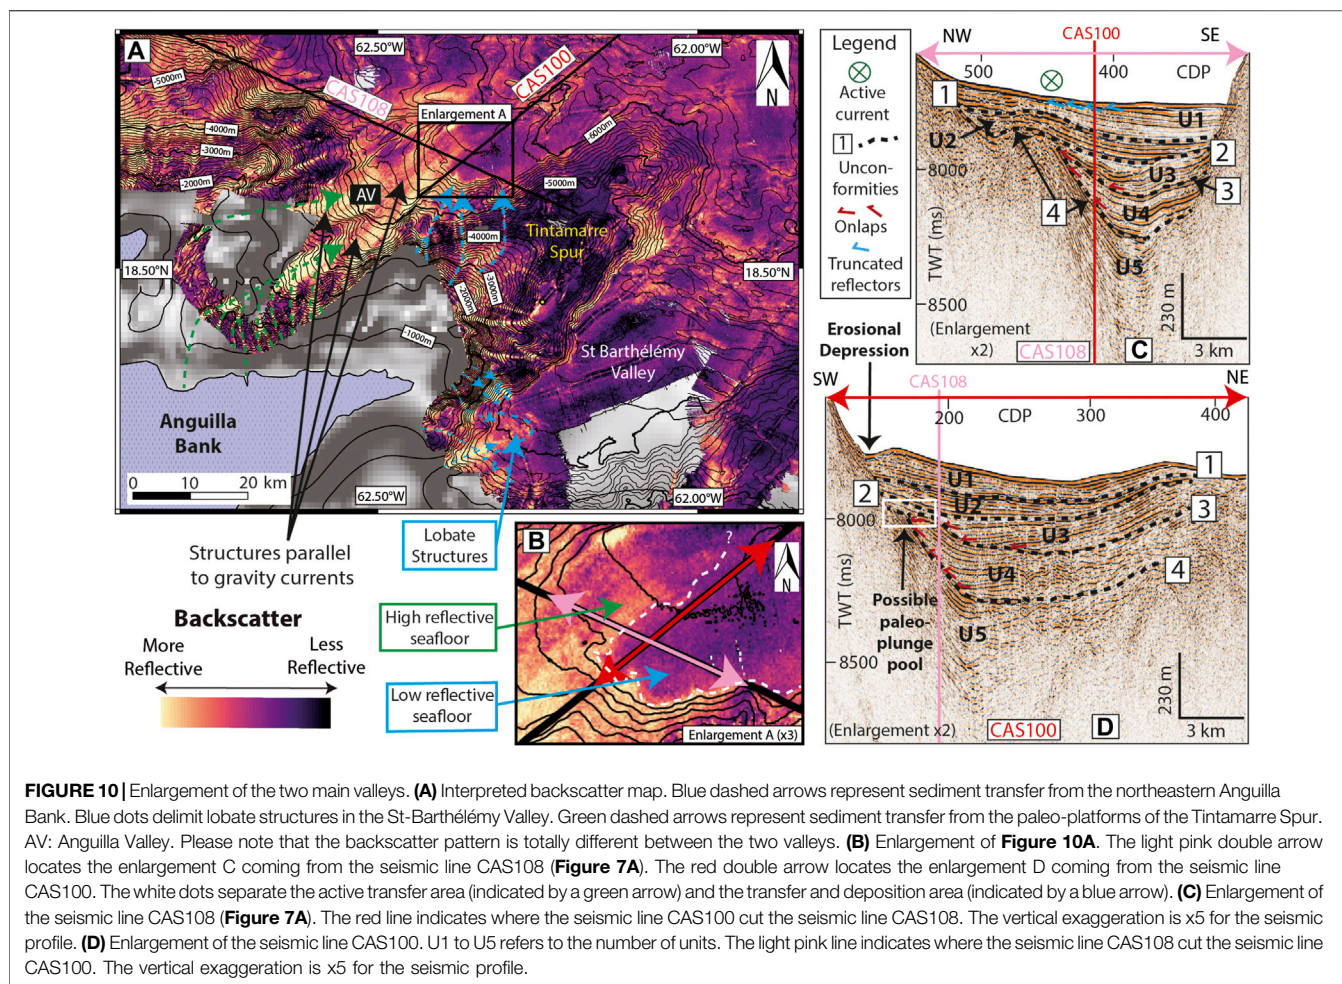 A
62.50°W
62.00°W
CAS108
CAS100
Enlargement A
N
-5000m
-4000m
-3000m
-2000m
-6000m
-5000m
AV
-4000m
Tintamarre
Spur
18.50°N
18.50°N
-3000m
-2000m
-1000m
St Barthélémy
Valley
Anguilla
Bank
0 10 20 km
62.50°W
62.00°W
Structures parallel
to gravity currents
Lobate
Structures
Backscatter
More
Reflective
Less
Reflective
High reflective
seafloor
Low reflective
seafloor
B
?
N
Enlargement A (x3)
Legend
Active
current
1
Uncon-
formities
Onlaps
Truncated
reflectors
NW
CAS100
SE
500
400
CDP
1
U1
U2
2
8000
U3
3
4
U4
U5
TWT (ms)
8500
(Enlargement
x2)
CAS108
C
230 m
3 km
Erosional
Depression
SW
CAS108
NE
200
CDP
300
400
U1
1
2
U2
3
8000
U3
U4
4
TWT (ms)
Possible
paleo-
plunge
pool
U5
8500
230 m
(Enlargement x2)
CAS100
D
3 km
FIGURE 10 | Enlargement of the two main valleys. (A) Interpreted backscatter map. Blue dashed arrows represent sediment transfer from the northeastern Anguilla
Bank. Blue dots delimit lobate structures in the St-Barthélémy Valley. Green dashed arrows represent sediment transfer from the paleo-platforms of the Tintamarre Spur.
AV: Anguilla Valley. Please note that the backscatter pattern is totally different between the two valleys. (B) Enlargement of Figure 10A. The light pink double arrow
locates the enlargement C coming from the seismic line CAS108 (Figure 7A). The red double arrow locates the enlargement D coming from the seismic line
CAS100. The white dots separate the active transfer area (indicated by a green arrow) and the transfer and deposition area (indicated by a blue arrow). (C) Enlargement of
the seismic line CAS108 (Figure 7A). The red line indicates where the seismic line CAS100 cut the seismic line CAS108. The vertical exaggeration is x5 for the seismic
profile. (D) Enlargement of the seismic line CAS100. U1 to U5 refers to the number of units. The light pink line indicates where the seismic line CAS108 cut the seismic line
CAS100. The vertical exaggeration is x5 for the seismic profile.